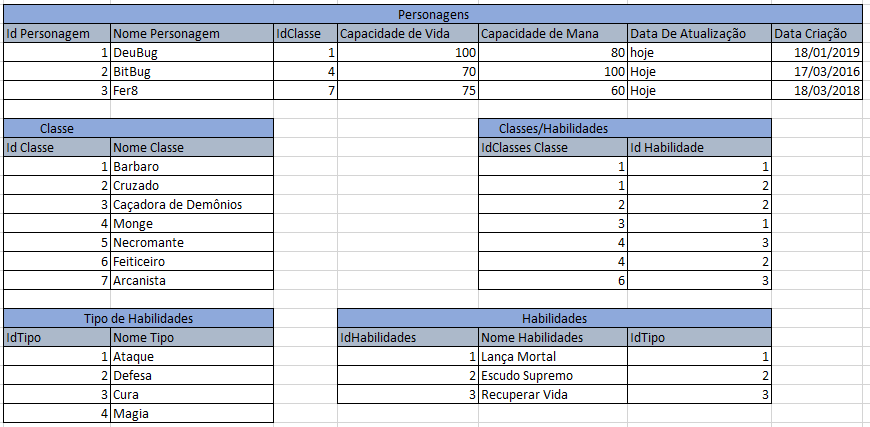 Personagens
Id Personagem Nome Personagem IdClasse Capacidade de Vida Capacidade de Mana Data De Atualização Data Criação
1 DeuBug 1 100 80 hoje 18/01/2019
2 BitBug 4 70 100 Hoje 17/03/2016
3 Fer8 7 75 60 Hoje 18/03/2018
Classe Classes/Habilidades
Id Classe Nome Classe IdClasses Classe Id Habilidade
1 Barbaro 1 1
2 Cruzado 1 2
3 Caçadora de Demônios 2 2
4 Monge 3 1
5 Necromante 4 3
6 Feiticeiro 4 2
7 Arcanista 6 3
Tipo de Habilidades Habilidades
IdTipo Nome Tipo IdHabilidades Nome Habilidades IdTipo
1 Ataque 1 Lança Mortal 1
2 Defesa 2 Escudo Supremo 2
3 Cura 3 Recuperar Vida 3
4 Magia